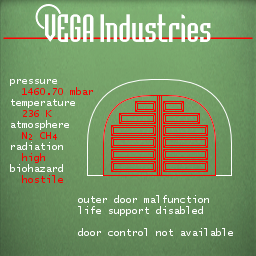 VEGA Industries
pressure
1460.70 mbar
temperature
236 K
atmosphere
N₂ CH₄
radiation
high
biohazard
hostile
outer door malfunction
life support disabled
door control not available